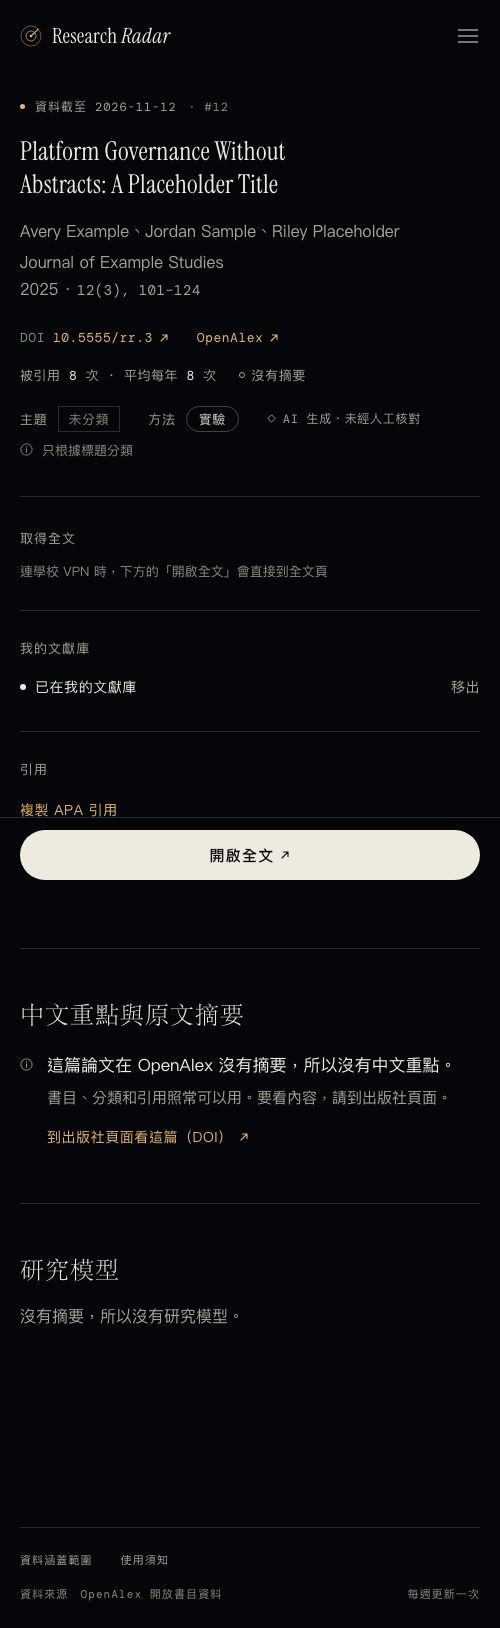 Research Radar
資料截至 2026-11-12 · #12
Platform Governance Without
Abstracts: A Placeholder Title
Avery Example、Jordan Sample、Riley Placeholder
Journal of Example Studies
2025 · 12(3), 101–124
DOI 10.5555/rr.3 ↗ OpenAlex ↗
被引用 8 次 · 平均每年 8 次 沒有摘要
主題 未分類 方法 實驗 ◇ AI 生成·未經人工核對
ⓘ 只根據標題分類
取得全文
連學校 VPN 時，下方的「開啟全文」會直接到全文頁
我的文獻庫
已在我的文獻庫 移出
引用
複製 APA 引用
開啟全文 ↗
中文重點與原文摘要
ⓘ 這篇論文在 OpenAlex 沒有摘要，所以沒有中文重點。
書目、分類和引用照常可以用。要看內容，請到出版社頁面。
到出版社頁面看這篇（DOI） ↗
研究模型
沒有摘要，所以沒有研究模型。
資料涵蓋範圍 使用須知
資料來源 OpenAlex 開放書目資料 每週更新一次